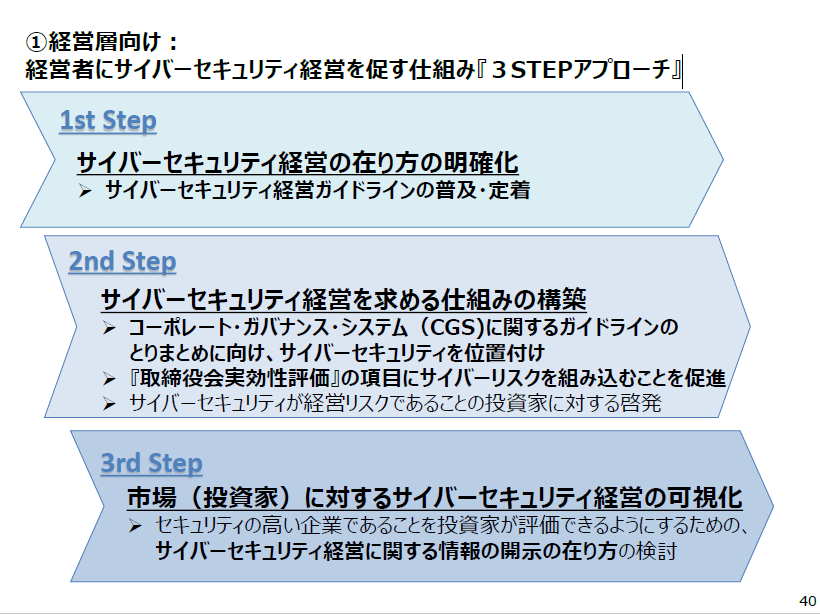 ①経営層向け：
経営者にサイバーセキュリティ経営を促す仕組み『３STEPアプローチ』
1st Step
サイバーセキュリティ経営の在り方の明確化
➢ サイバーセキュリティ経営ガイドラインの普及・定着
2nd Step
サイバーセキュリティ経営を求める仕組みの構築
➢ コーポレート・ガバナンス・システム（CGS)に関するガイドラインの
とりまとめに向け、サイバーセキュリティを位置付け
➢ 『取締役会実効性評価』の項目にサイバーリスクを組み込むことを促進
➢ サイバーセキュリティが経営リスクであることの投資家に対する啓発
3rd Step
市場（投資家）に対するサイバーセキュリティ経営の可視化
➢ セキュリティの高い企業であることを投資家が評価できるようにするための、
サイバーセキュリティ経営に関する情報の開示の在り方の検討
40